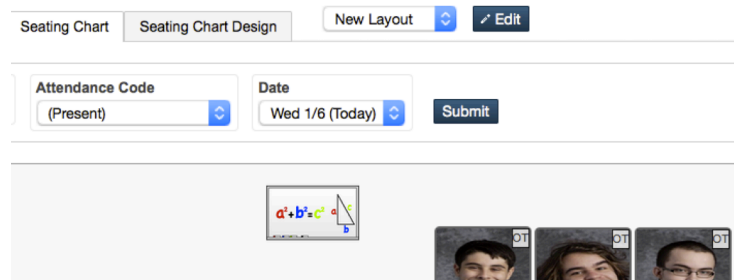 Seating Chart
Seating Chart Design
New Layout
Edit
Attendance Code
Date
(Present)
Wed 1/6 (Today)
Submit
a²+b²=c²
a
c
b
OT
OT
OT